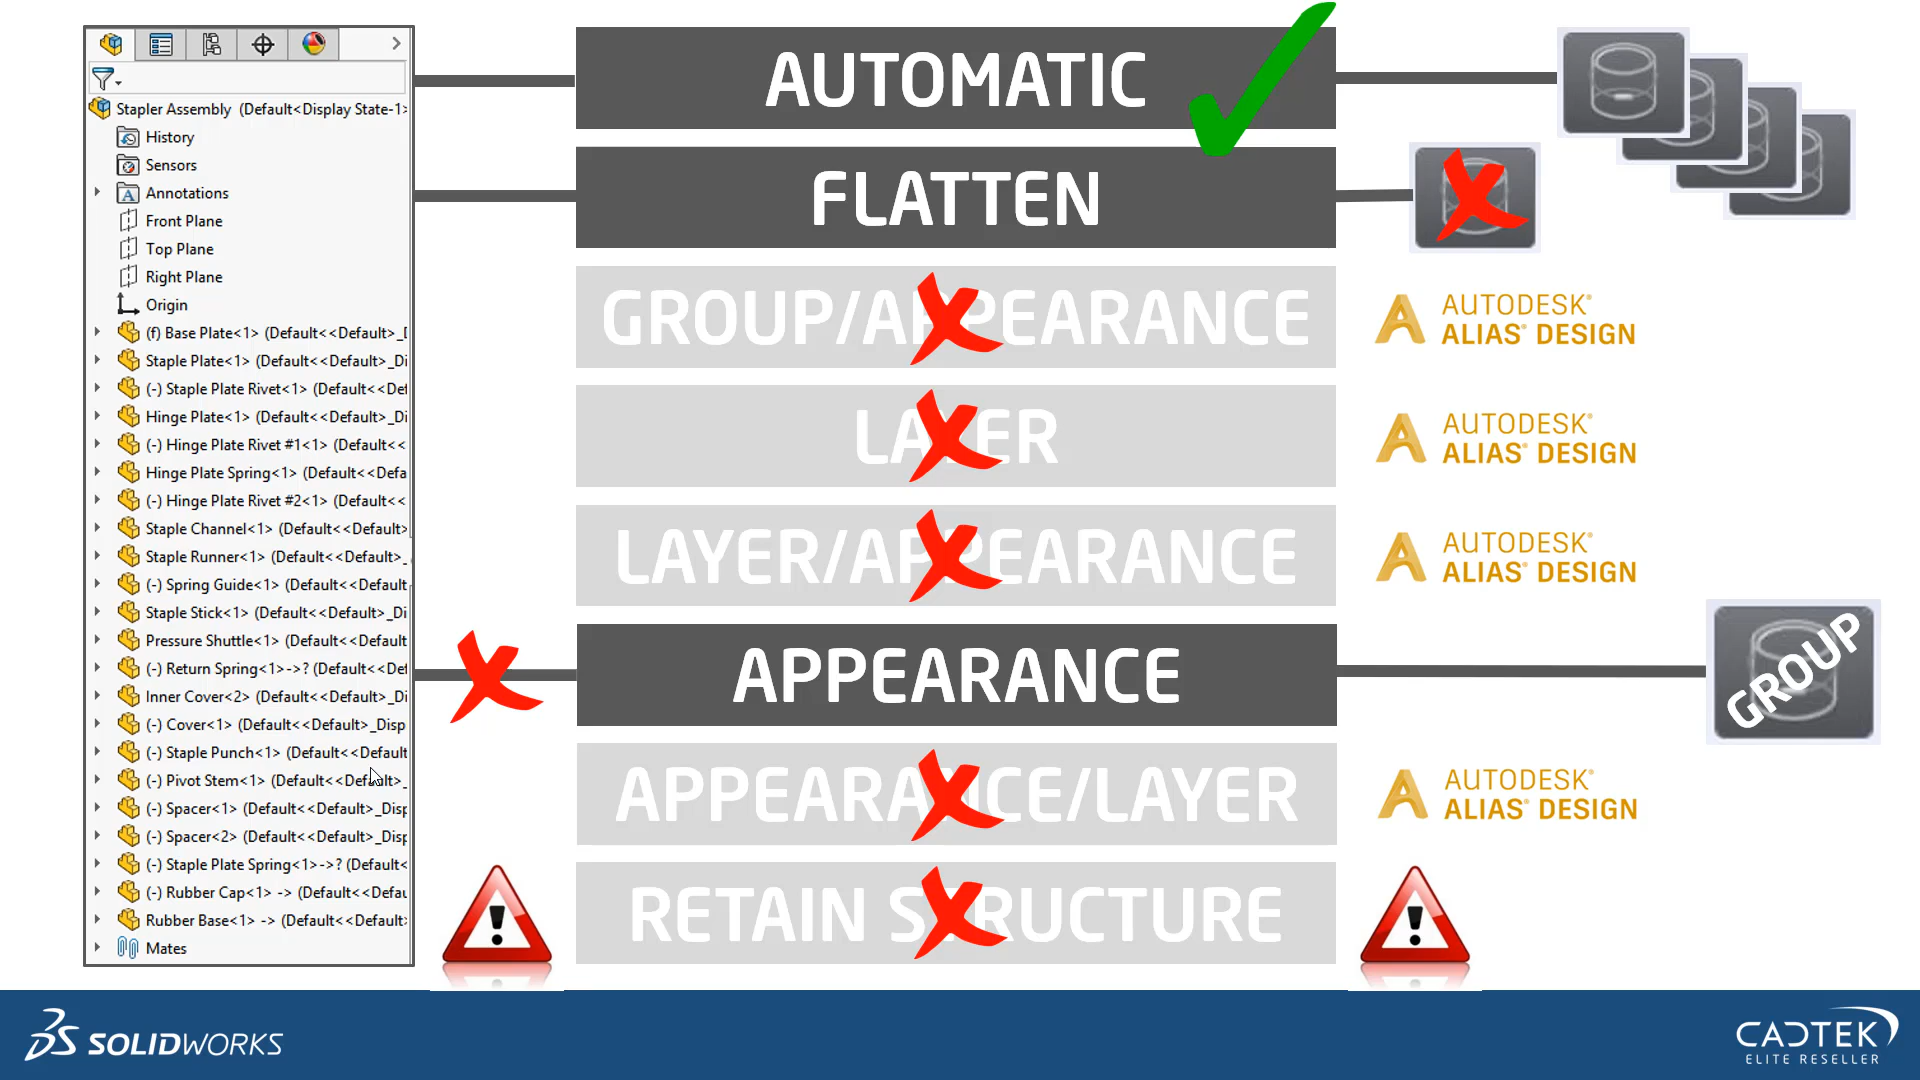 Stapler Assembly (Default<Display State-1>
History
Sensors
Annotations
Front Plane
Top Plane
Right Plane
Origin
(f) Base Plate<1> (Default<<Default>_D
Staple Plate<1> (Default<<Default>_Di
(-) Staple Plate Rivet<1> (Default<<Def
Hinge Plate<1> (Default<<Default>_Di
(-) Hinge Plate Rivet #1<1> (Default<<
Hinge Plate Spring<1> (Default<<Defa
(-) Hinge Plate Rivet #2<1> (Default<<
Staple Channel<1> (Default<<Default>
Staple Runner<1> (Default<<Default>_
(-) Spring Guide<1> (Default<<Default
Staple Stick<1> (Default<<Default>_Di
Pressure Shuttle<1> (Default<<Default
(-) Return Spring<1>->? (Default<<Def
Inner Cover<2> (Default<<Default>_Di
(-) Cover<1> (Default<<Default>_Disp
(-) Staple Punch<1> (Default<<Default
(-) Pivot Stem<1> (Default<<Default>_
(-) Spacer<1> (Default<<Default>_Disp
(-) Spacer<2> (Default<<Default>_Disp
(-) Staple Plate Spring<1>->? (Default<
(-) Rubber Cap<1> -> (Default<<Defau
Rubber Base<1> -> (Default<<Default>
Mates
AUTOMATIC
FLATTEN
GROUP/APPEARANCE
AUTODESK®
ALIAS® DESIGN
LAYER
AUTODESK®
ALIAS® DESIGN
LAYER/APPEARANCE
AUTODESK®
ALIAS® DESIGN
APPEARANCE
GROUP
APPEARANCE/LAYER
AUTODESK®
ALIAS® DESIGN
RETAIN STRUCTURE
SOLIDWORKS
CADTEK
ELITE RESELLER